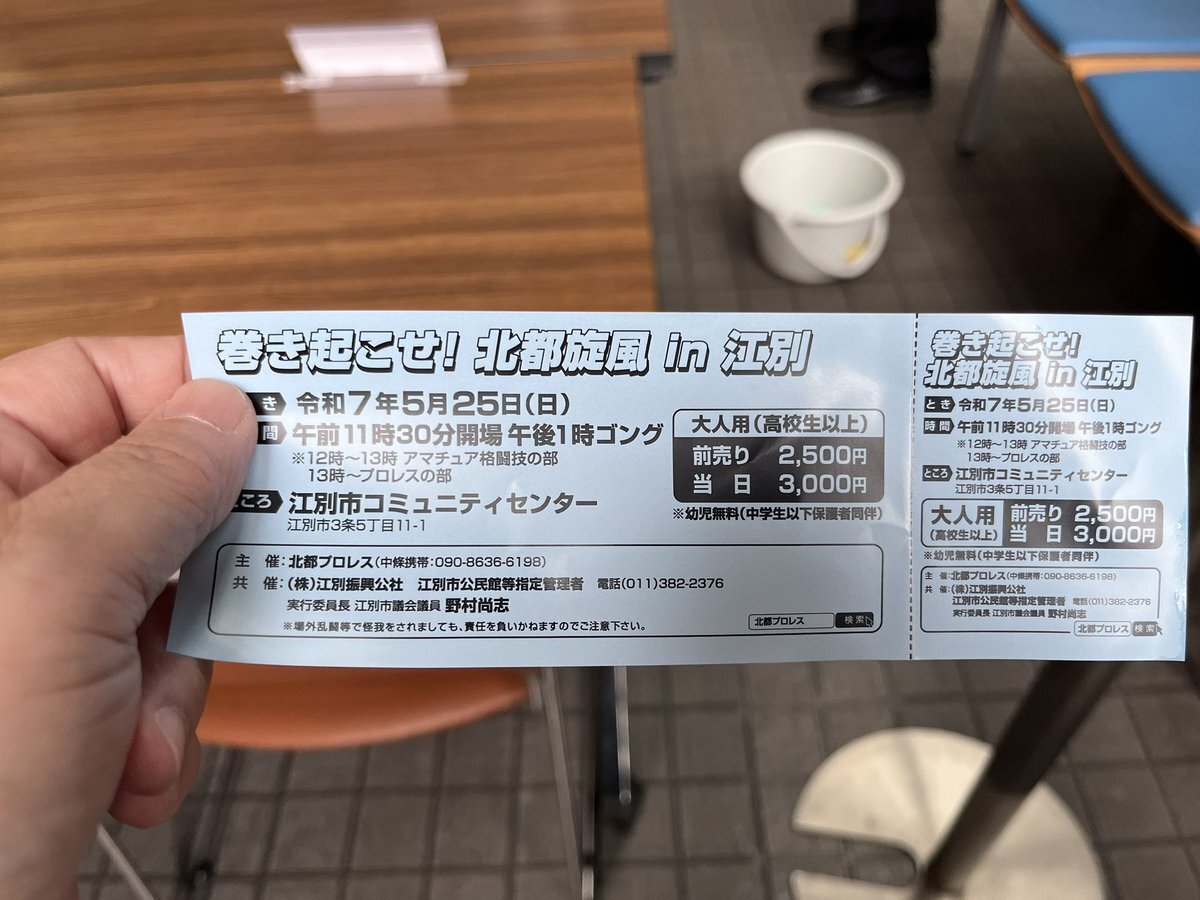 巻き起こせ! 北都旋風 in 江別
き 令和7年5月25日(日)
間 午前11時30分開場 午後1時ゴング
※12時〜13時 アマチュア格闘技の部
13時〜プロレスの部
ころ 江別市コミュニティセンター
江別市3条5丁目11-1
大人用(高校生以上)
前売り 2,500円
当 日 3,000円
※幼児無料(中学生以下保護者同伴)
主 催:北都プロレス(中條携帯:090-8636-6198)
共 催:(株)江別振興公社 江別市公民館等指定管理者 電話(011)382-2376
実行委員長 江別市議会議員 野村尚志
※場外乱闘等で怪我をされましても、責任を負いかねますのでご注意下さい。
北都プロレス 検索
巻き起こせ!
北都旋風 in 江別
とき 令和7年5月25日(日)
時間 午前11時30分開場 午後1時ゴング
※12時〜13時 アマチュア格闘技の部
13時〜プロレスの部
ところ 江別市コミュニティセンター
江別市3条5丁目11-1
大人用 前売り 2,500円
(高校生以上) 当 日 3,000円
※幼児無料(中学生以下保護者同伴)
主 催:北都プロレス(中條携帯:090-8636-6198)
共 催:(株)江別振興公社
江別市公民館等指定管理者 電話(011)382-2376
実行委員長 江別市議会議員 野村尚志
北都プロレス 検索